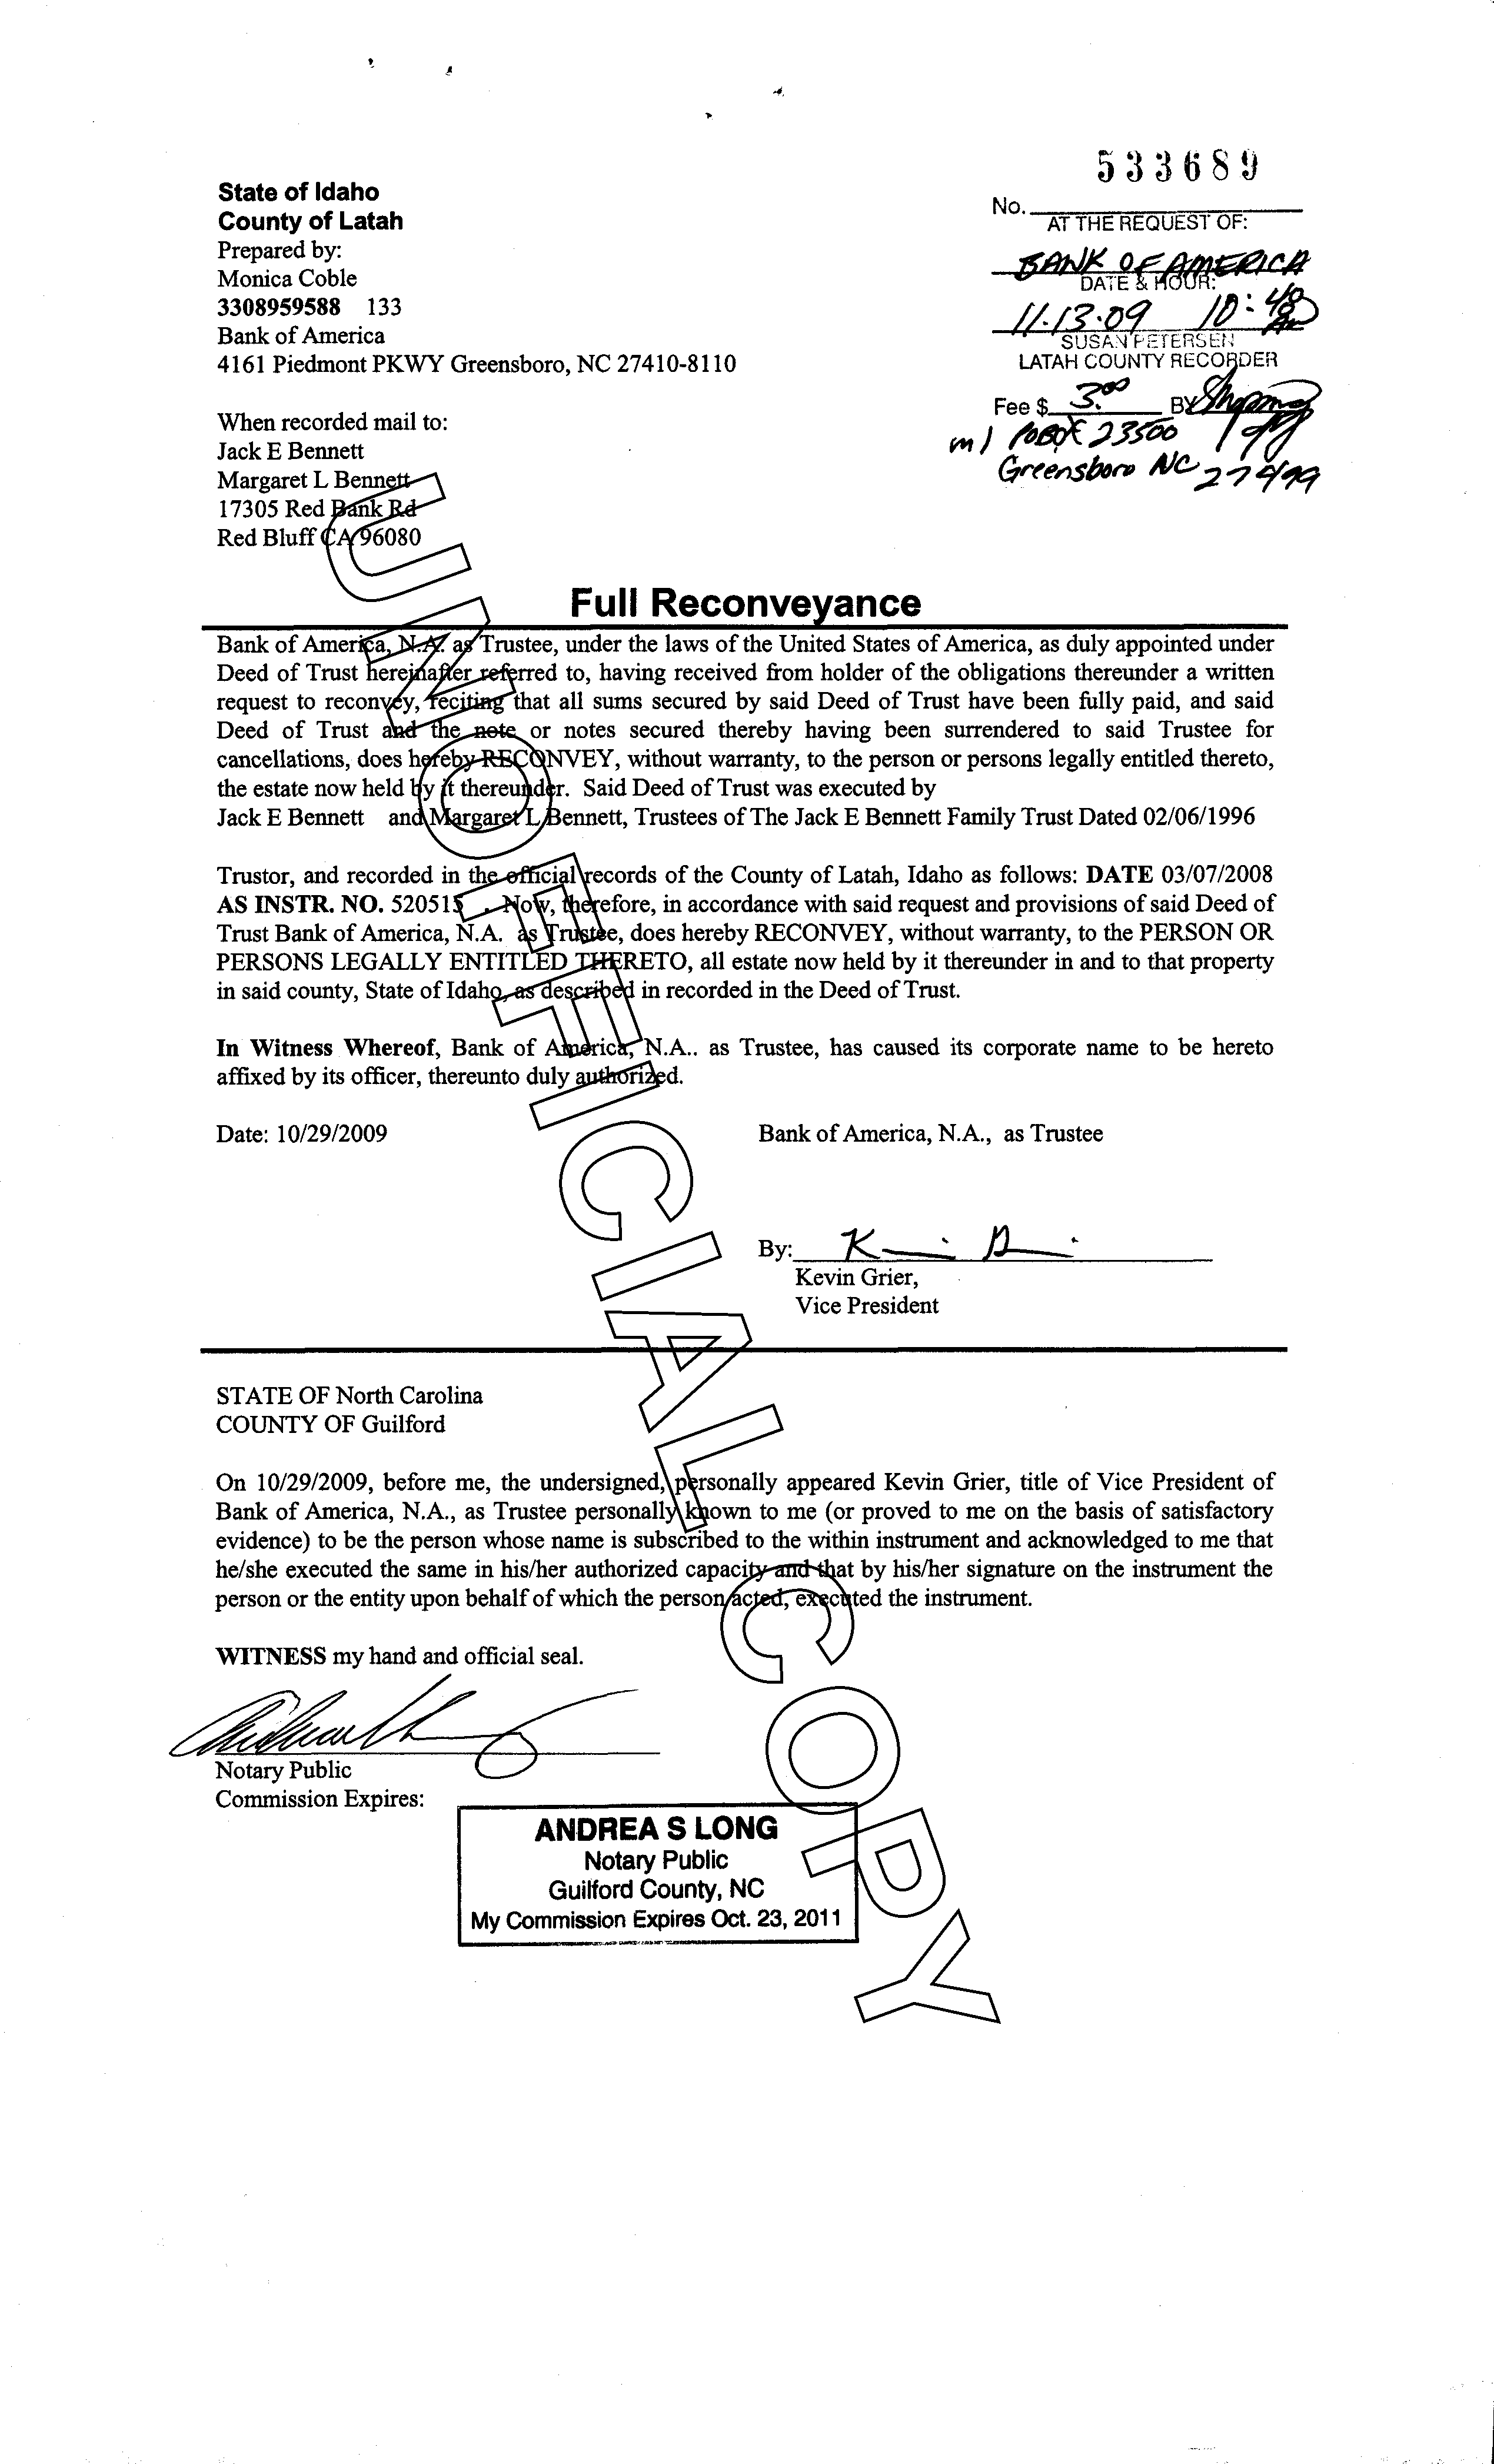 533689
No.
AT THE REQUEST OF:
BANK OF AMERICA
DATE & HOUR:
11.13.09 10:48 AM
SUSAN PETERSEN
LATAH COUNTY RECORDER
Fee $ 3.00 BY
m) POBOX 23500
Greensboro NC 27499
State of Idaho
County of Latah
Prepared by:
Monica Coble
3308959588 133
Bank of America
4161 Piedmont PKWY Greensboro, NC 27410-8110
When recorded mail to:
Jack E Bennett
Margaret L Bennett
17305 Red Bank Rd
Red Bluff CA 96080
Full Reconveyance
Bank of America, N.A. as Trustee, under the laws of the United States of America, as duly appointed under
Deed of Trust hereinafter referred to, having received from holder of the obligations thereunder a written
request to reconvey, reciting that all sums secured by said Deed of Trust have been fully paid, and said
Deed of Trust and the note or notes secured thereby having been surrendered to said Trustee for
cancellations, does hereby RECONVEY, without warranty, to the person or persons legally entitled thereto,
the estate now held by it thereunder. Said Deed of Trust was executed by
Jack E Bennett and Margaret L Bennett, Trustees of The Jack E Bennett Family Trust Dated 02/06/1996
Trustor, and recorded in the official records of the County of Latah, Idaho as follows: DATE 03/07/2008
AS INSTR. NO. 520515 . Now, therefore, in accordance with said request and provisions of said Deed of
Trust Bank of America, N.A. as Trustee, does hereby RECONVEY, without warranty, to the PERSON OR
PERSONS LEGALLY ENTITLED THERETO, all estate now held by it thereunder in and to that property
in said county, State of Idaho, as described in recorded in the Deed of Trust.
In Witness Whereof, Bank of America, N.A.. as Trustee, has caused its corporate name to be hereto
affixed by its officer, thereunto duly authorized.
Date: 10/29/2009 Bank of America, N.A., as Trustee
By:
Kevin Grier,
Vice President
STATE OF North Carolina
COUNTY OF Guilford
On 10/29/2009, before me, the undersigned, personally appeared Kevin Grier, title of Vice President of
Bank of America, N.A., as Trustee personally known to me (or proved to me on the basis of satisfactory
evidence) to be the person whose name is subscribed to the within instrument and acknowledged to me that
he/she executed the same in his/her authorized capacity and that by his/her signature on the instrument the
person or the entity upon behalf of which the person acted, executed the instrument.
WITNESS my hand and official seal.
Notary Public
Commission Expires:
ANDREA S LONG
Notary Public
Guilford County, NC
My Commission Expires Oct. 23, 2011
UNOFFICIAL COPY